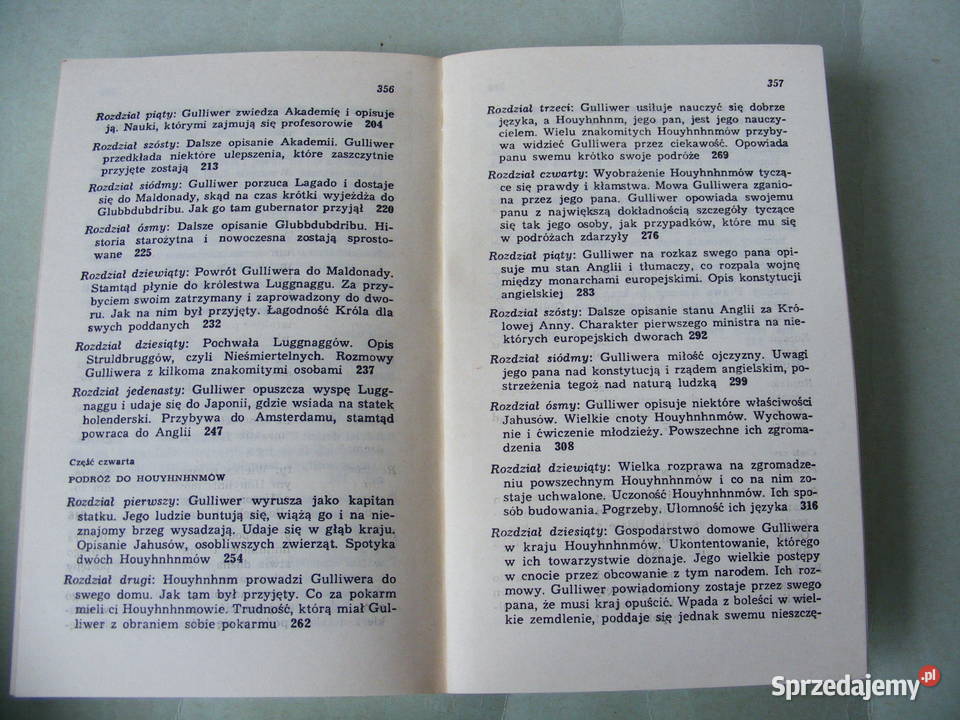 356
Rozdział piąty: Gulliwer zwiedza Akademię i opisuje
ją. Nauki, którymi zajmują się profesorowie 204
Rozdział szósty: Dalsze opisanie Akademii. Gulliwer
przedkłada niektóre ulepszenia, które zaszczytnie
przyjęte zostają 213
Rozdział siódmy: Gulliwer porzuca Lagado i dostaje
się do Maldonady, skąd na czas krótki wyjeżdża do
Glubbdubdribu. Jak go tam gubernator przyjął 220
Rozdział ósmy: Dalsze opisanie Glubbdubdribu. Hi-
storia starożytna i nowoczesna zostają sprosto-
wane 225
Rozdział dziewiąty: Powrót Gulliwera do Maldonady.
Stamtąd płynie do królestwa Luggnaggu. Za przy-
byciem swoim zatrzymany i zaprowadzony do dwo-
ru. Jak na nim był przyjęty. Łagodność Króla dla
swych poddanych 232
Rozdział dziesiąty: Pochwała Luggnaggów. Opis
Struldbruggów, czyli Nieśmiertelnych. Rozmowy
Gulliwera z kilkoma znakomitymi osobami 237
Rozdział jedenasty: Gulliwer opuszcza wyspę Lugg-
naggu i udaje się do Japonii, gdzie wsiada na statek
holenderski. Przybywa do Amsterdamu, stamtąd
powraca do Anglii 247
Część czwarta
PODRÓŻ DO HOUYHNHNMÓW
Rozdział pierwszy: Gulliwer wyrusza jako kapitan
statku. Jego ludzie buntują się, wiążą go i na nie-
znajomy brzeg wysadzają. Udaje się w głąb kraju.
Opisanie Jahusów, osobliwszych zwierząt. Spotyka
dwóch Houyhnhnmów 254
Rozdział drugi: Houyhnhnm prowadzi Gulliwera do
swego domu. Jak tam był przyjęty. Co za pokarm
mieli ci Houyhnhnmowie. Trudność, którą miał Gul-
liwer z obraniem sobie pokarmu 262
357
Rozdział trzeci: Gulliwer usiłuje nauczyć się dobrze
języka, a Houyhnhnm, jego pan, jest jego nauczy-
cielem. Wielu znakomitych Houyhnhnmów przyby-
wa widzieć Gulliwera przez ciekawość. Opowiada
panu swemu krótko swoje podróże 269
Rozdział czwarty: Wyobrażenie Houyhnhnmów tyczą-
ce się prawdy i kłamstwa. Mowa Gulliwera zganio-
na przez jego pana. Gulliwer opowiada swojemu
panu z największą dokładnością szczegóły tyczące
się tak jego osoby, jak przypadków, które mu się
w podróżach zdarzyły 276
Rozdział piąty: Gulliwer na rozkaz swego pana opi-
suje mu stan Anglii i tłumaczy, co rozpala wojnę
między monarchami europejskimi. Opis konstytucji
angielskiej 283
Rozdział szósty: Dalsze opisanie stanu Anglii za Kró-
lowej Anny. Charakter pierwszego ministra na nie-
których europejskich dworach 292
Rozdział siódmy: Gulliwera miłość ojczyzny. Uwagi
jego pana nad konstytucją i rządem angielskim, po-
strzeżenia tegoż nad naturą ludzką 299
Rozdział ósmy: Gulliwer opisuje niektóre właściwości
Jahusów. Wielkie cnoty Houyhnhnmów. Wychowa-
nie i ćwiczenie młodzieży. Powszechne ich zgroma-
dzenia 308
Rozdział dziewiąty: Wielka rozprawa na zgromadze-
niu powszechnym Houyhnhnmów i co na nim zo-
staje uchwalone. Uczoność Houyhnhnmów. Ich spo-
sób budowania. Pogrzeby. Ułomność ich języka 316
Rozdział dziesiąty: Gospodarstwo domowe Gulliwera
w kraju Houyhnhnmów. Ukontentowanie, którego
w ich towarzystwie doznaje. Jego wielkie postępy
w cnocie przez obcowanie z tym narodem. Ich roz-
mowy. Gulliwer powiadomiony zostaje przez swego
pana, że musi kraj opuścić. Wpada z boleści w wiel-
kie zemdlenie, poddaje się jednak swemu nieszczę-
Sprzedajemy.pl